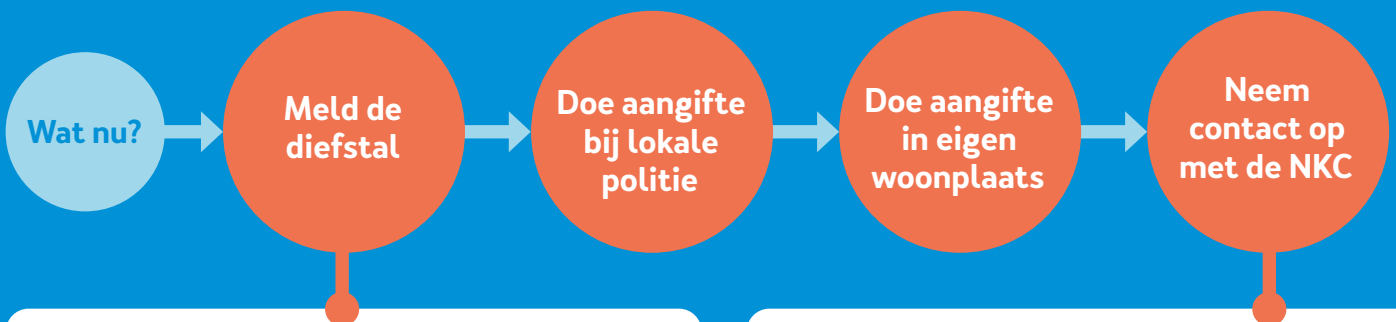 Wat nu?
Meld de
diefstal
Doe aangifte
bij lokale
politie
Doe aangifte
in eigen
woonplaats
Neem
contact op
met de NKC